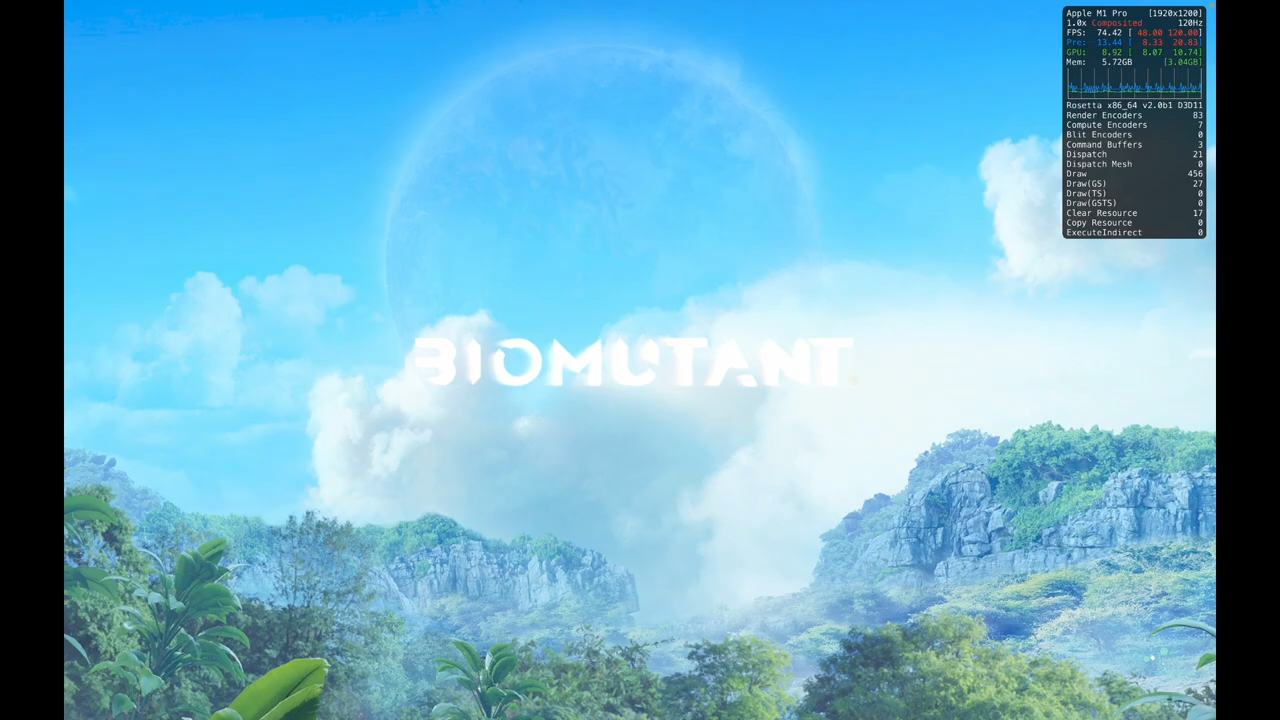 Apple M1 Pro [1920x1200]
1.0x Composited 120Hz
FPS: 74.42 [ 48.00 120.00]
Pre: 13.44 [ 8.33 20.83]
GPU: 8.92 [ 8.07 10.74]
Mem: 5.72GB [3.04GB]
Rosetta x86_64 v2.0b1 D3D11
Render Encoders 83
Compute Encoders 7
Blit Encoders 0
Command Buffers 3
Dispatch 21
Dispatch Mesh 0
Draw 456
Draw(GS) 27
Draw(TS) 0
Draw(GSTS) 0
Clear Resource 17
Copy Resource 0
ExecuteIndirect 0
BIOMUTANT